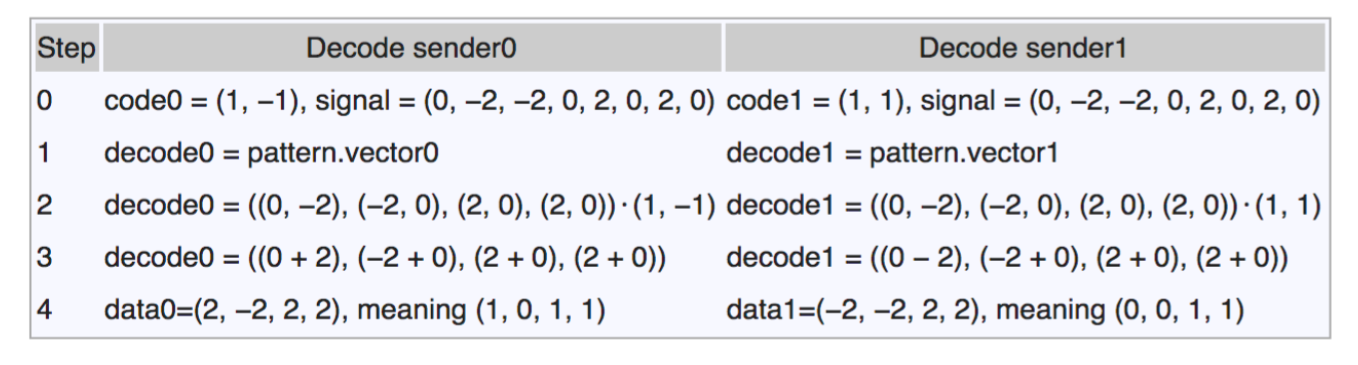 Step Decode sender0 Decode sender1
0 code0 = (1, –1), signal = (0, –2, –2, 0, 2, 0, 2, 0) code1 = (1, 1), signal = (0, –2, –2, 0, 2, 0, 2, 0)
1 decode0 = pattern.vector0 decode1 = pattern.vector1
2 decode0 = ((0, –2), (–2, 0), (2, 0), (2, 0)) · (1, –1) decode1 = ((0, –2), (–2, 0), (2, 0), (2, 0)) · (1, 1)
3 decode0 = ((0 + 2), (–2 + 0), (2 + 0), (2 + 0)) decode1 = ((0 – 2), (–2 + 0), (2 + 0), (2 + 0))
4 data0=(2, –2, 2, 2), meaning (1, 0, 1, 1) data1=(–2, –2, 2, 2), meaning (0, 0, 1, 1)